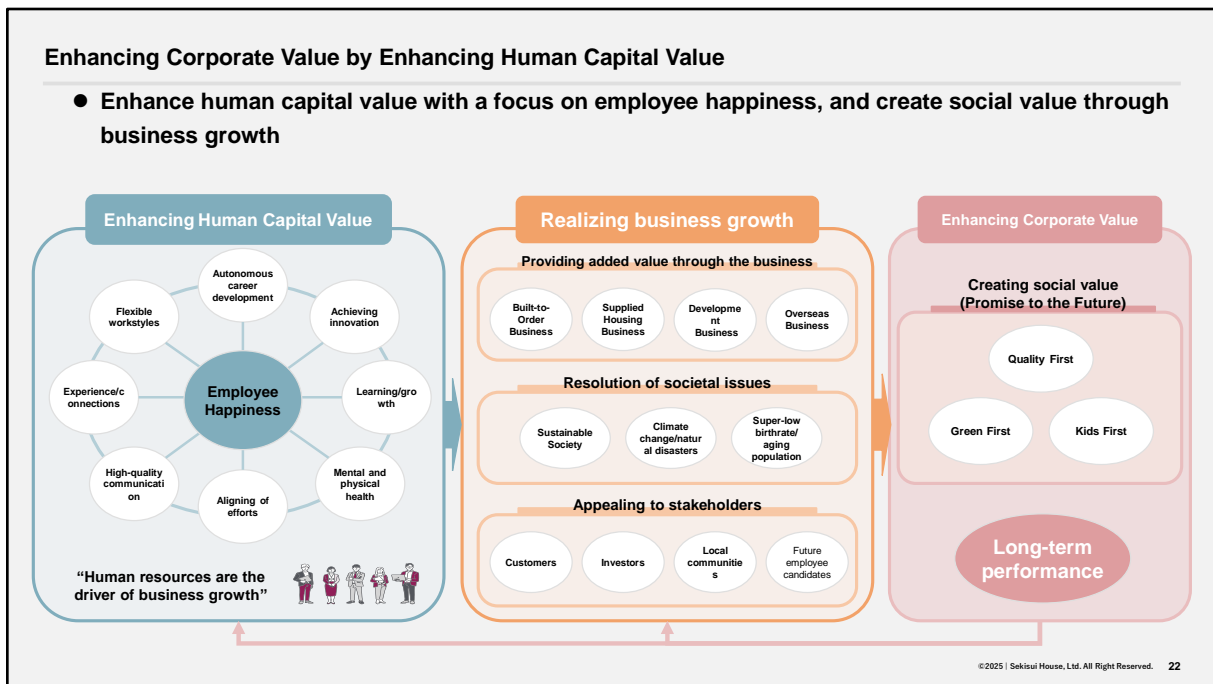 Enhancing Corporate Value by Enhancing Human Capital Value
● Enhance human capital value with a focus on employee happiness, and create social value through
business growth
Enhancing Human Capital Value
Autonomous
career
development
Flexible
workstyles
Achieving
innovation
Experience/c
onnections
Employee
Happiness
Learning/gro
wth
High-quality
communicati
on
Aligning of
efforts
Mental and
physical
health
“Human resources are the
driver of business growth”
Realizing business growth
Providing added value through the business
Built-to-
Order
Business
Supplied
Housing
Business
Developme
nt
Business
Overseas
Business
Resolution of societal issues
Sustainable
Society
Climate
change/natur
al disasters
Super-low
birthrate/
aging
population
Appealing to stakeholders
Customers
Investors
Local
communitie
s
Future
employee
candidates
Enhancing Corporate Value
Creating social value
(Promise to the Future)
Quality First
Green First
Kids First
Long-term
performance
©2025 | Sekisui House, Ltd. All Right Reserved. 22